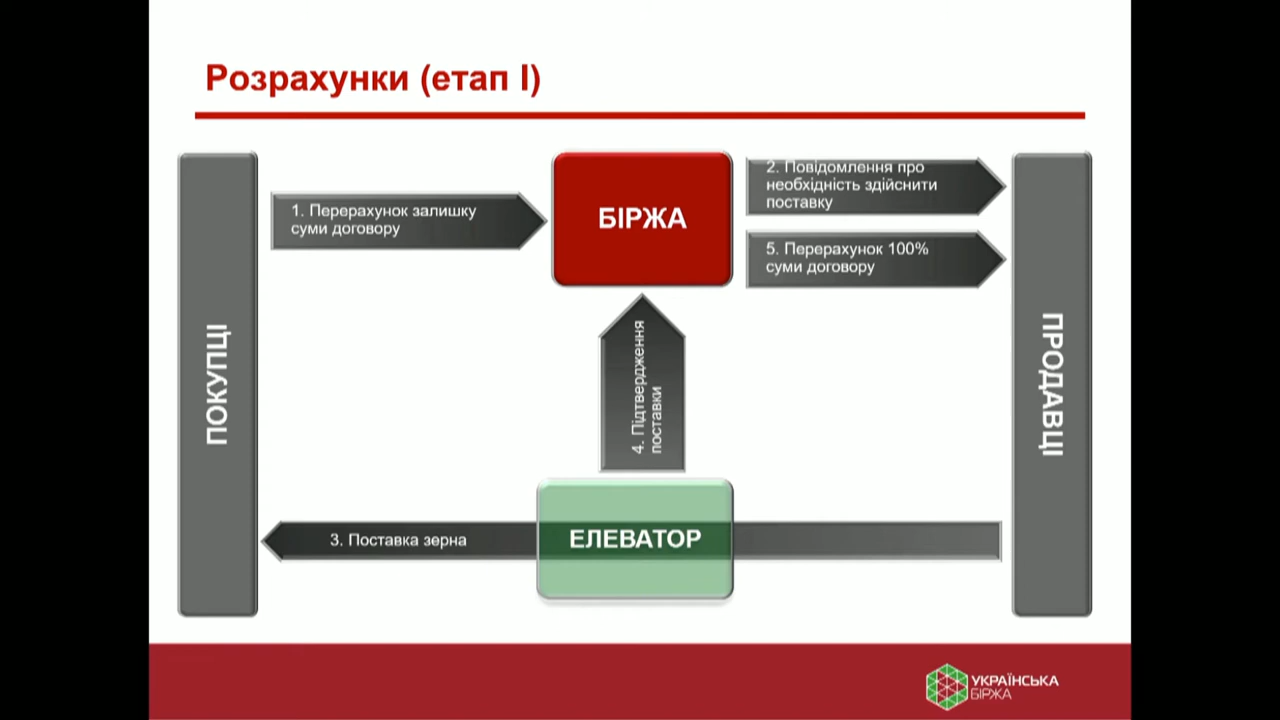 Розрахунки (етап I)
1. Перерахунок залишку
суми договору
БІРЖА
2. Повідомлення про
необхідність здійснити
поставку
5. Перерахунок 100%
суми договору
ПОКУПЦІ
4. Підтвердження
поставки
ПРОДАВЦІ
3. Поставка зерна
ЕЛЕВАТОР
УКРАЇНСЬКА
БІРЖА